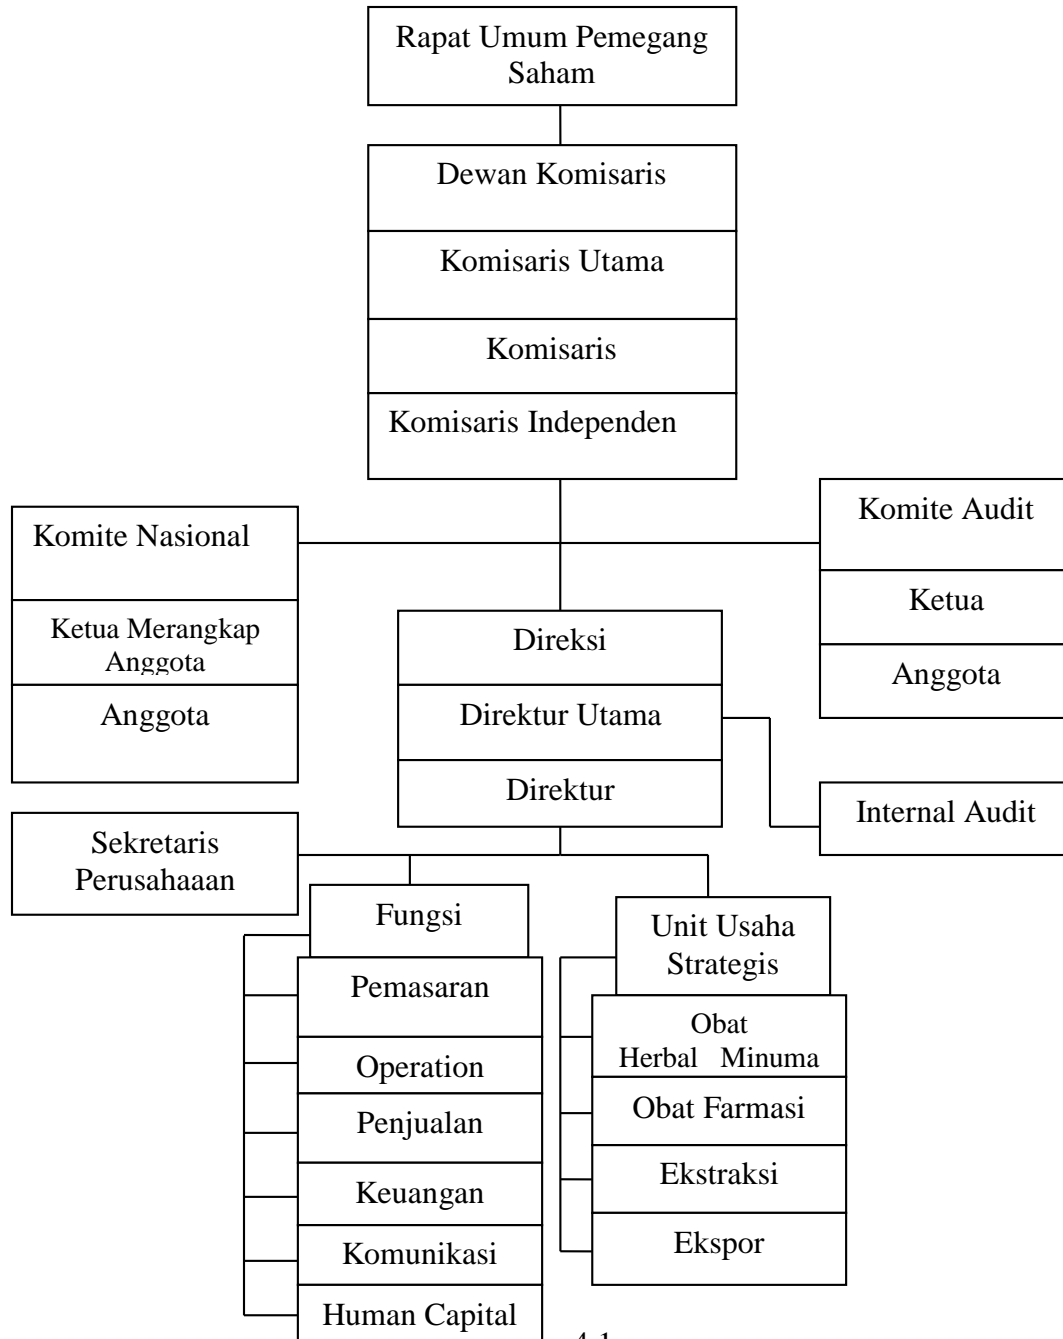 Rapat Umum Pemegang
Saham
Dewan Komisaris
Komisaris Utama
Komisaris
Komisaris Independen
Komite Nasional
Ketua Merangkap
Anggota
Anggota
Komite Audit
Ketua
Anggota
Direksi
Direktur Utama
Direktur
Internal Audit
Sekretaris
Perusahaaan
Fungsi
Pemasaran
Operation
Penjualan
Keuangan
Komunikasi
Human Capital
Unit Usaha
Strategis
Obat
Herbal Minuma
Obat Farmasi
Ekstraksi
Ekspor